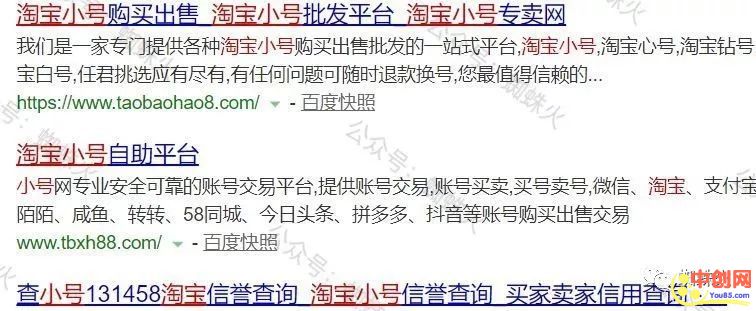 淘宝小号购买出售_淘宝小号批发平台_淘宝小号专卖网
我们是一家专门提供各种淘宝小号购买出售批发的一站式平台,淘宝小号,淘宝心号,淘宝钻号
宝白号,任君挑选应有尽有,有任何问题可随时退款换号,您最值得信赖的...
https://www.taobaohao8.com/ - 百度快照
淘宝小号自助平台
小号网专业安全可靠的账号交易平台,提供账号交易,账号买卖,买号卖号,微信、淘宝、支付宝
陌陌、咸鱼、转转、58同城、今日头条、拼多多、抖音等账号购买出售交易
www.tbxh88.com/ - 百度快照
查小号131458淘宝信誉查询_淘宝小号信誉查询_买家卖家信用查询
公众号：蜘蛛火
中创网
You85.com